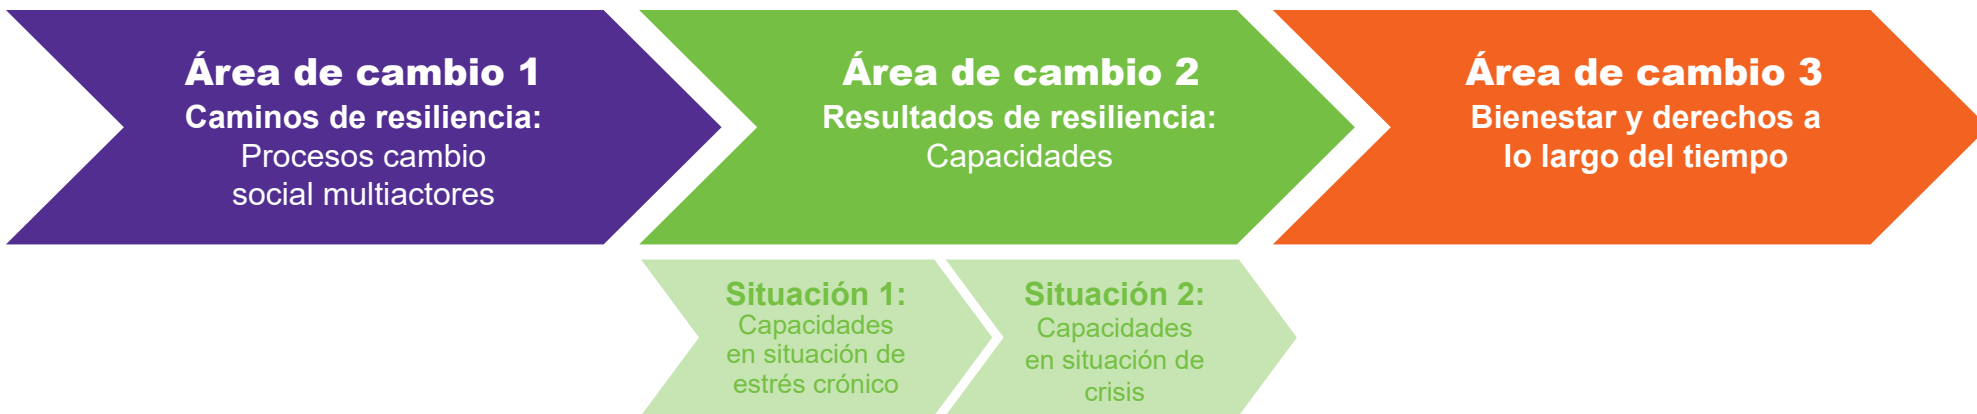 Área de cambio 1
Caminos de resiliencia:
Procesos cambio
social multiactores
Área de cambio 2
Resultados de resiliencia:
Capacidades
Área de cambio 3
Bienestar y derechos a
lo largo del tiempo
Situación 1:
Capacidades
en situación de
estrés crónico
Situación 2:
Capacidades
en situación de
crisis